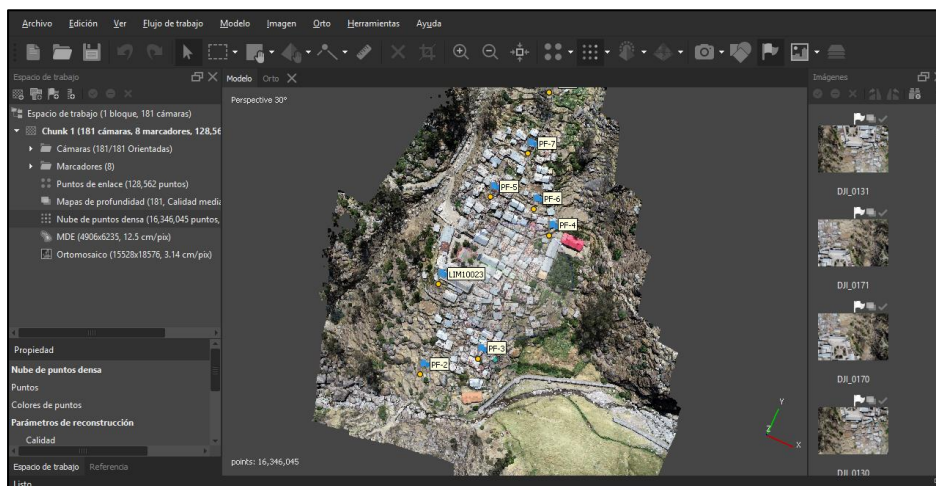 Archivo Edición Ver Flujo de trabajo Modelo Imagen Orto Herramientas Ayuda
Espacio de trabajo
Espacio de trabajo (1 bloque, 181 cámaras)
Chunk 1 (181 cámaras, 8 marcadores, 128,56
Cámaras (181/181 Orientadas)
Marcadores (8)
Puntos de enlace (128,562 puntos)
Mapas de profundidad (181, Calidad media
Nube de puntos densa (16,346,045 puntos,
MDE (4906x6235, 12.5 cm/pix)
Ortomosaico (15528x18576, 3.14 cm/pix)
Propiedad
Nube de puntos densa
Puntos
Colores de puntos
Parámetros de reconstrucción
Calidad
Espacio de trabajo Referencia
Listo
Modelo Orto
Perspective 30°
PF-7
PF-5
PF-6
PF-4
LIM10023
PF-3
PF-2
Y
Z
X
points: 16,346,045
Imágenes
DJI_0131
DJI_0171
DJI_0170
DJI_0130